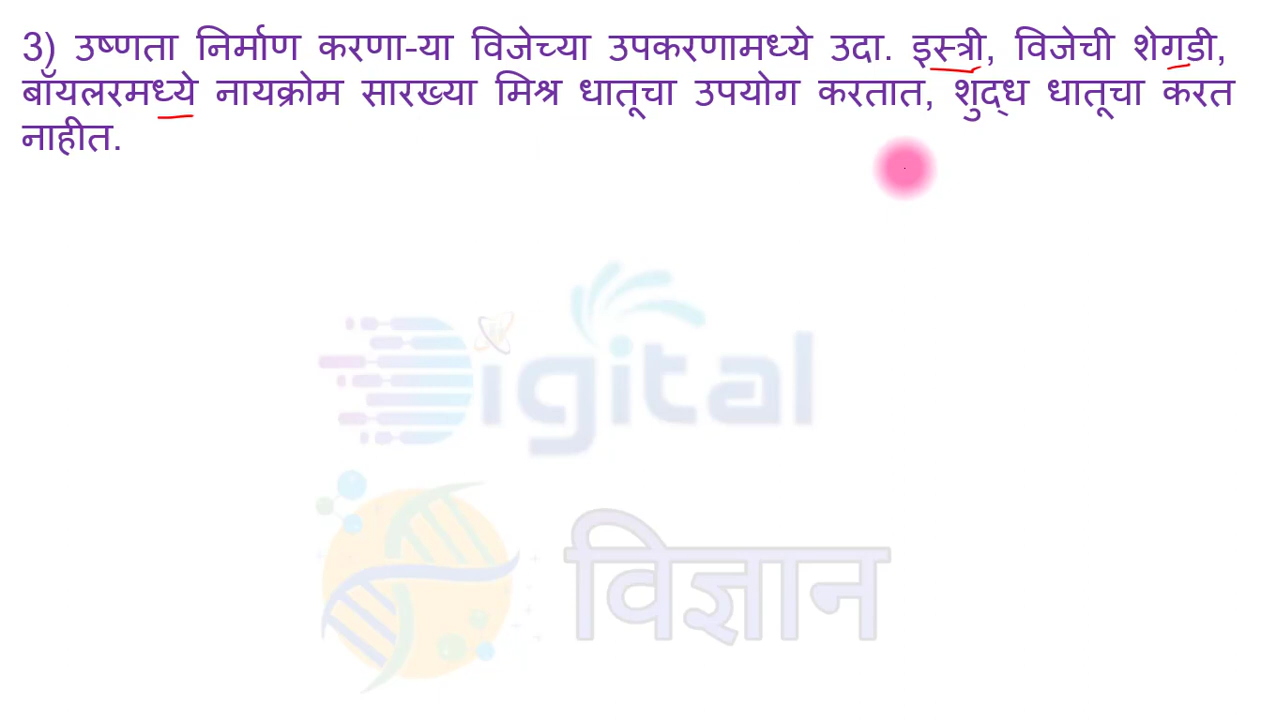 3) उष्णता निर्माण करणा-या विजेच्या उपकरणामध्ये उदा. इस्त्री, विजेची शेगडी,
बॉयलरमध्ये नायक्रोम सारख्या मिश्र धातूचा उपयोग करतात, शुद्ध धातूचा करत
नाहीत.
Digital
विज्ञान